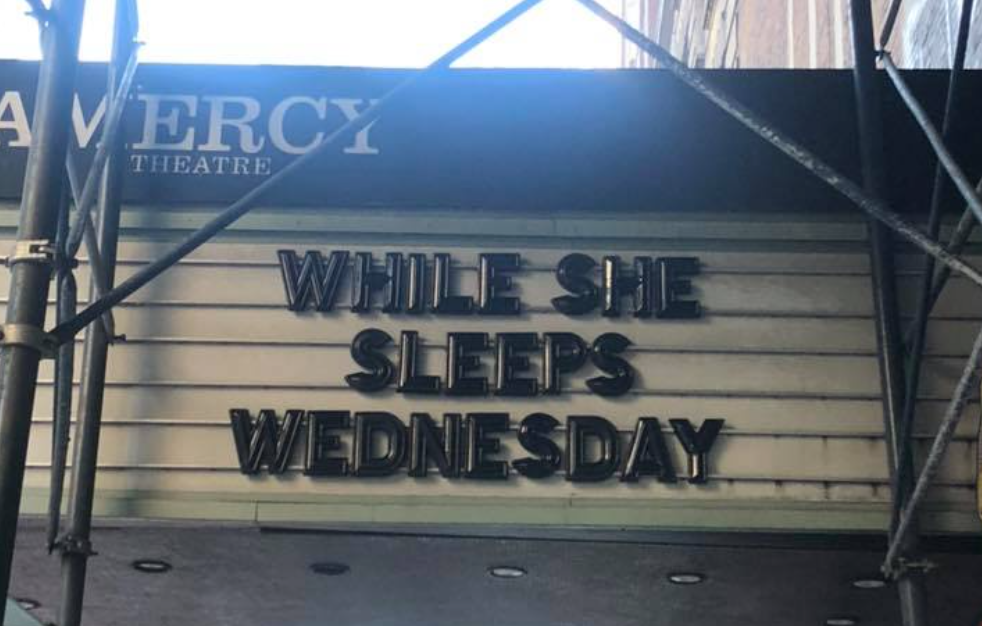 AMERCY
THEATRE
WHILE SHE
SLEEPS
WEDNESDAY